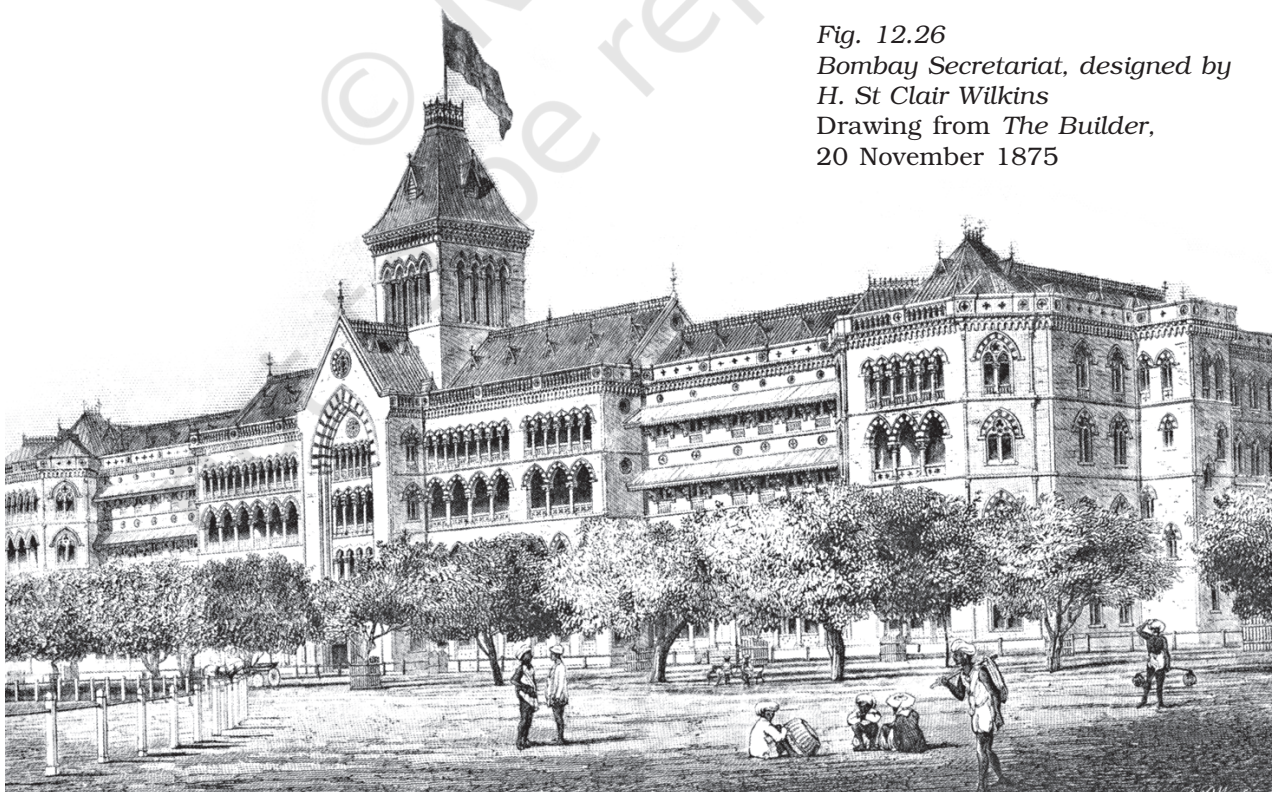 Fig. 12.26
Bombay Secretariat, designed by
H. St Clair Wilkins
Drawing from The Builder,
20 November 1875